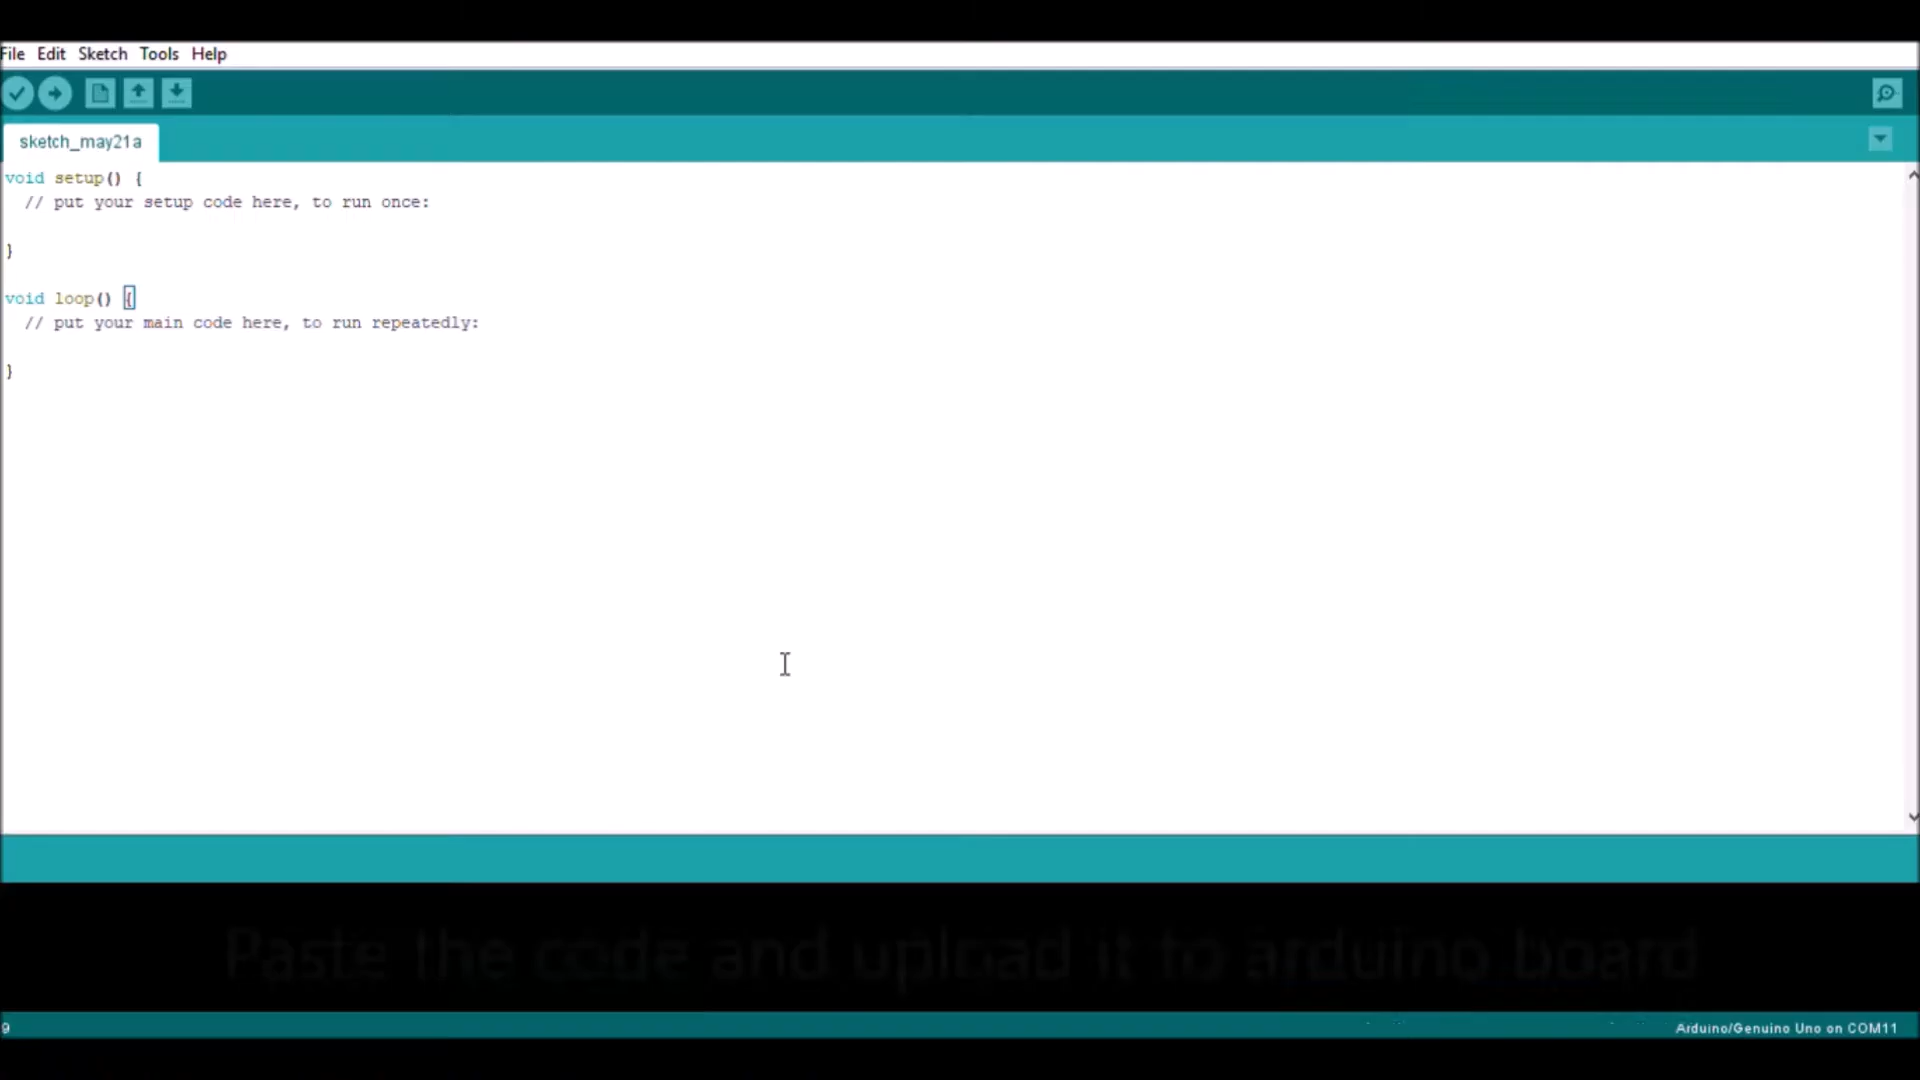 File Edit Sketch Tools Help
sketch_may21a
void setup() {
  // put your setup code here, to run once:
}
void loop() {
  // put your main code here, to run repeatedly:
}
Paste the code and upload it to arduino board
9
Arduino/Genuino Uno on COM11